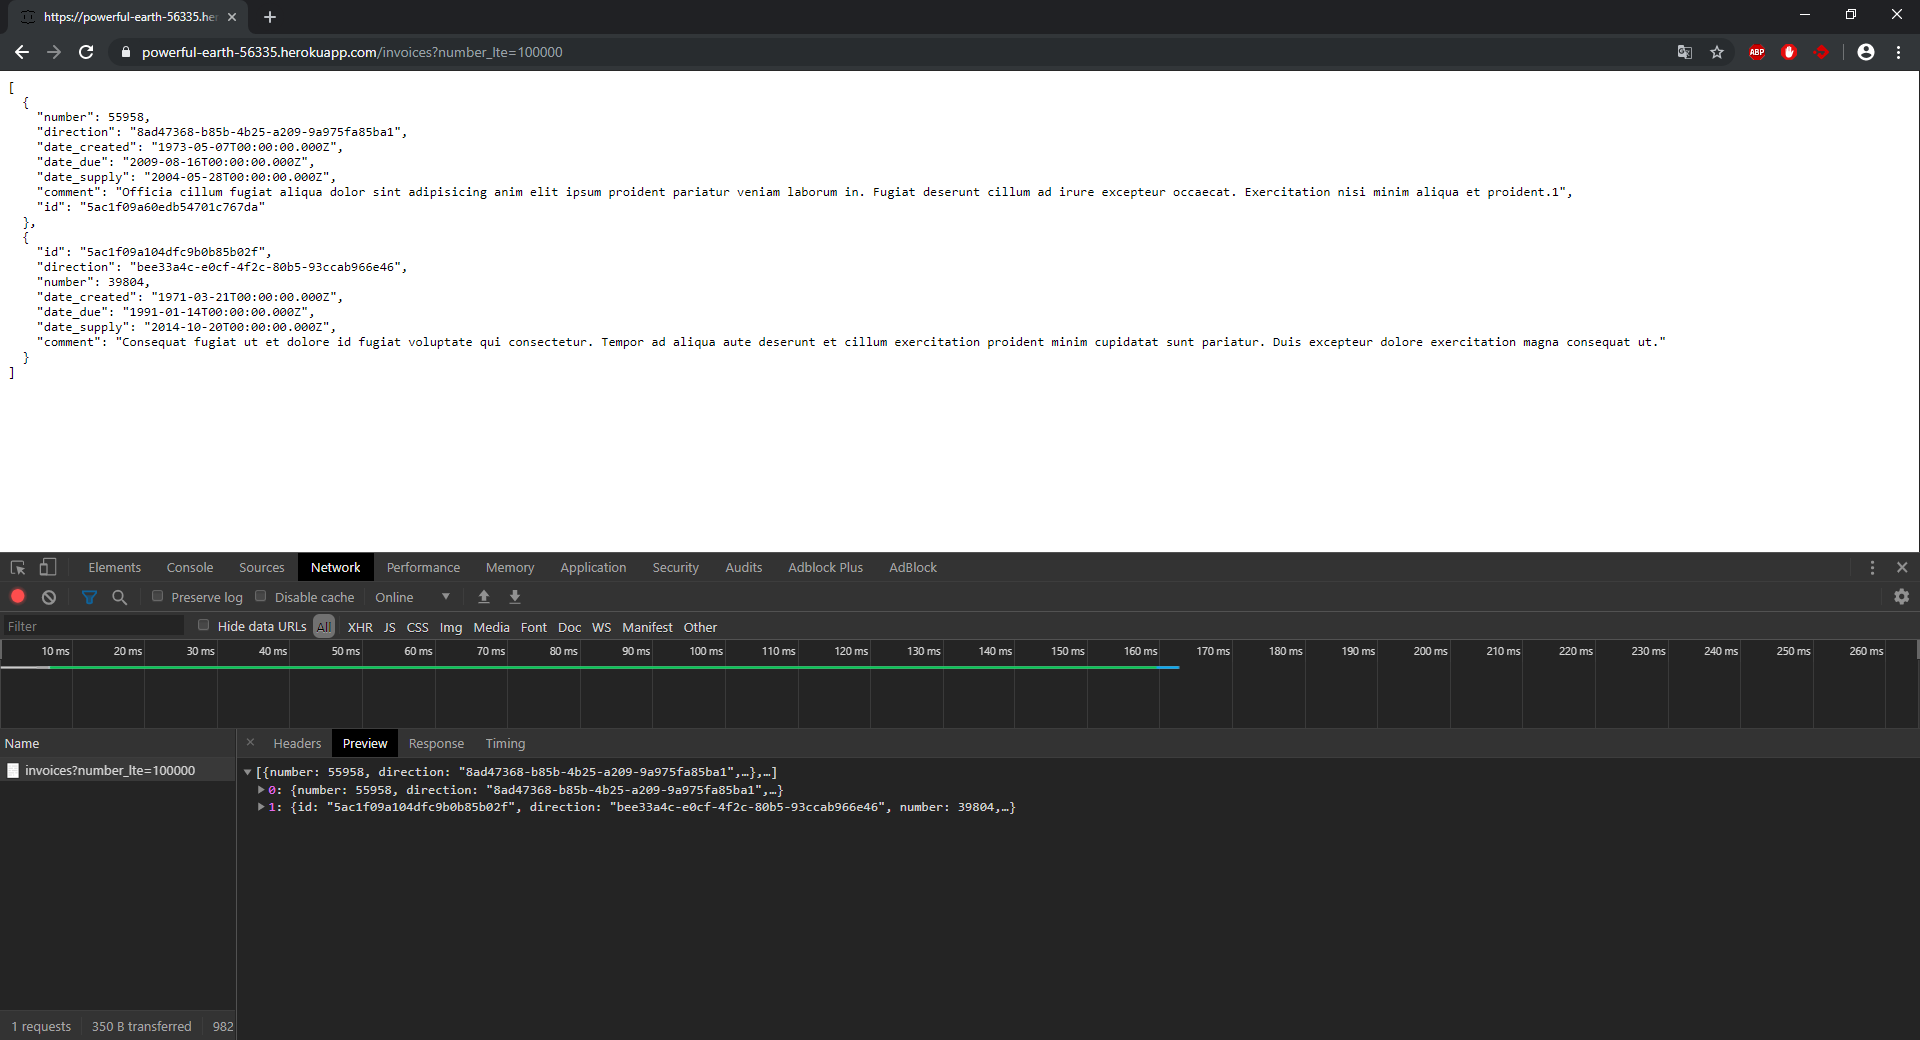 https://powerful-earth-56335.her
powerful-earth-56335.herokuapp.com/invoices?number_lte=100000
ABP
[
{
"number": 55958,
"direction": "8ad47368-b85b-4b25-a209-9a975fa85ba1",
"date_created": "1973-05-07T00:00:00.000Z",
"date_due": "2009-08-16T00:00:00.000Z",
"date_supply": "2004-05-28T00:00:00.000Z",
"comment": "Officia cillum fugiat aliqua dolor sint adipisicing anim elit ipsum proident pariatur veniam laborum in. Fugiat deserunt cillum ad irure excepteur occaecat. Exercitation nisi minim aliqua et proident.1",
"id": "5ac1f09a60edb54701c767da"
},
{
"id": "5ac1f09a104dfc9b0b85b02f",
"direction": "bee33a4c-e0cf-4f2c-80b5-93ccab966e46",
"number": 39804,
"date_created": "1971-03-21T00:00:00.000Z",
"date_due": "1991-01-14T00:00:00.000Z",
"date_supply": "2014-10-20T00:00:00.000Z",
"comment": "Consequat fugiat ut et dolore id fugiat voluptate qui consectetur. Tempor ad aliqua aute deserunt et cillum exercitation proident minim cupidatat sunt pariatur. Duis excepteur dolore exercitation magna consequat ut."
}
]
Elements Console Sources Network Performance Memory Application Security Audits Adblock Plus AdBlock
Preserve log Disable cache Online
Filter Hide data URLs All XHR JS CSS Img Media Font Doc WS Manifest Other
10 ms 20 ms 30 ms 40 ms 50 ms 60 ms 70 ms 80 ms 90 ms 100 ms 110 ms 120 ms 130 ms 140 ms 150 ms 160 ms 170 ms 180 ms 190 ms 200 ms 210 ms 220 ms 230 ms 240 ms 250 ms 260 ms
Name Headers Preview Response Timing
invoices?number_lte=100000
[{number: 55958, direction: "8ad47368-b85b-4b25-a209-9a975fa85ba1",…},…]
0: {number: 55958, direction: "8ad47368-b85b-4b25-a209-9a975fa85ba1",…}
1: {id: "5ac1f09a104dfc9b0b85b02f", direction: "bee33a4c-e0cf-4f2c-80b5-93ccab966e46", number: 39804,…}
1 requests 350 B transferred 982